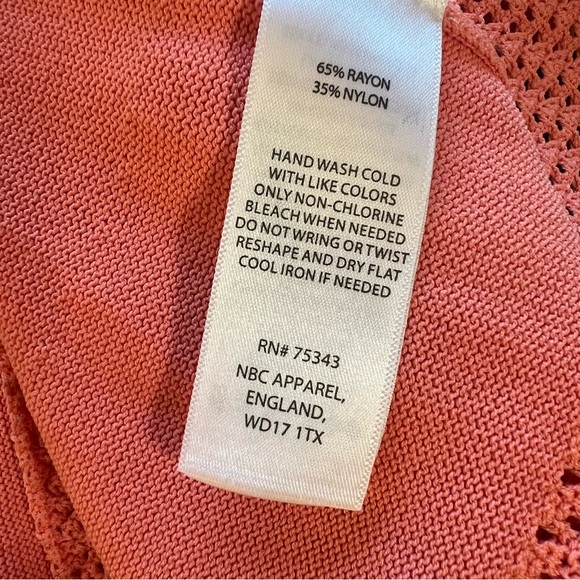 65% RAYON
35% NYLON
HAND WASH COLD
WITH LIKE COLORS
ONLY NON-CHLORINE
BLEACH WHEN NEEDED
DO NOT WRING OR TWIST
RESHAPE AND DRY FLAT
COOL IRON IF NEEDED
RN# 75343
NBC APPAREL,
ENGLAND,
WD17 1TX